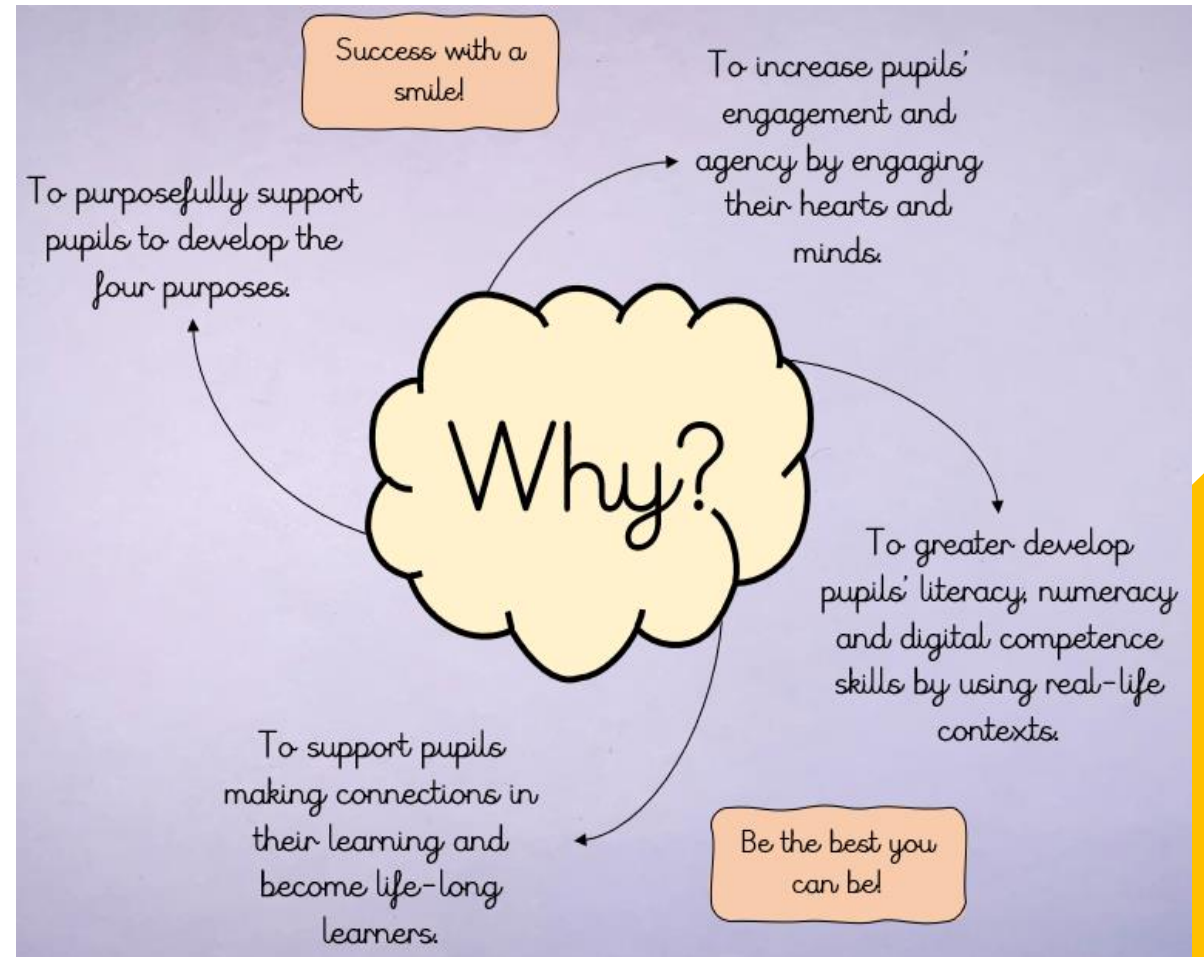 Success with a
smile!
To increase pupils'
engagement and
agency by engaging
their hearts and
minds.
To purposefully support
pupils to develop the
four purposes.
Why?
To greater develop
pupils' literacy, numeracy
and digital competence
skills by using real-life
contexts.
To support pupils
making connections in
their learning and
become life-long
learners.
Be the best you
can be!